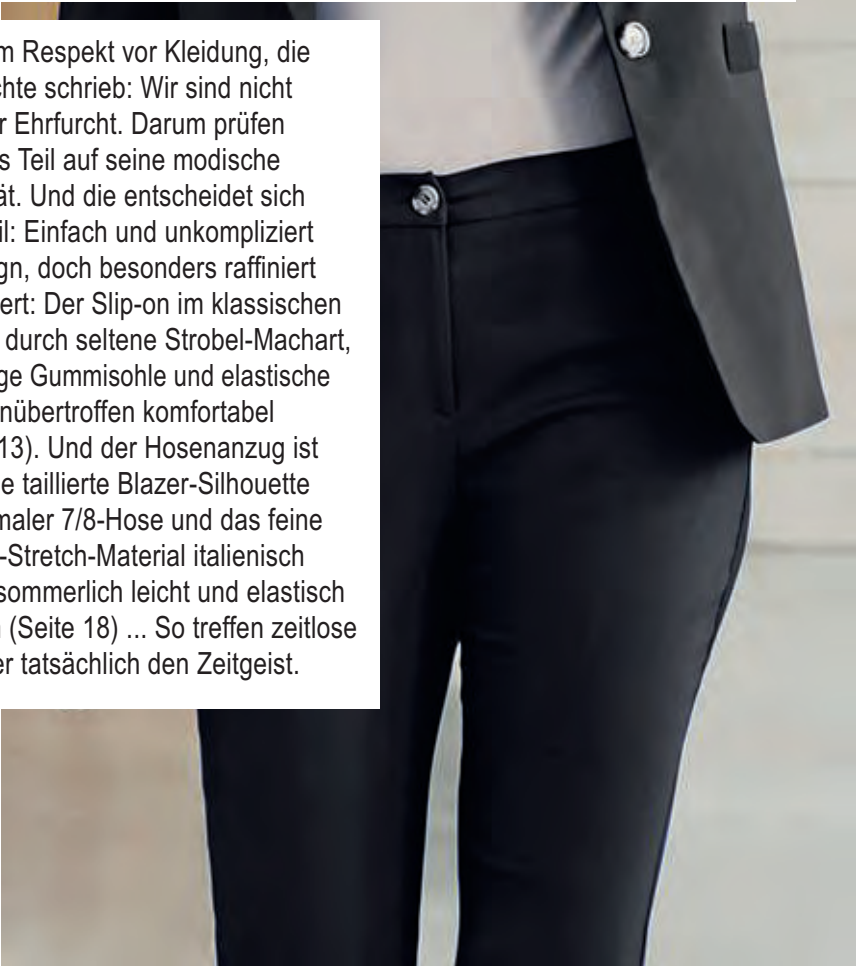 m Respekt vor Kleidung, die
chte schrieb: Wir sind nicht
r Ehrfurcht. Darum prüfen
s Teil auf seine modische
ät. Und die entscheidet sich
il: Einfach und unkompliziert
gn, doch besonders raffiniert
ert: Der Slip-on im klassischen
durch seltene Strobel-Machart,
ge Gummisohle und elastische
nübertroffen komfortabel
13). Und der Hosenanzug ist
e taillierte Blazer-Silhouette
maler 7/8-Hose und das feine
-Stretch-Material italienisch
sommerlich leicht und elastisch
(Seite 18) ... So treffen zeitlose
er tatsächlich den Zeitgeist.